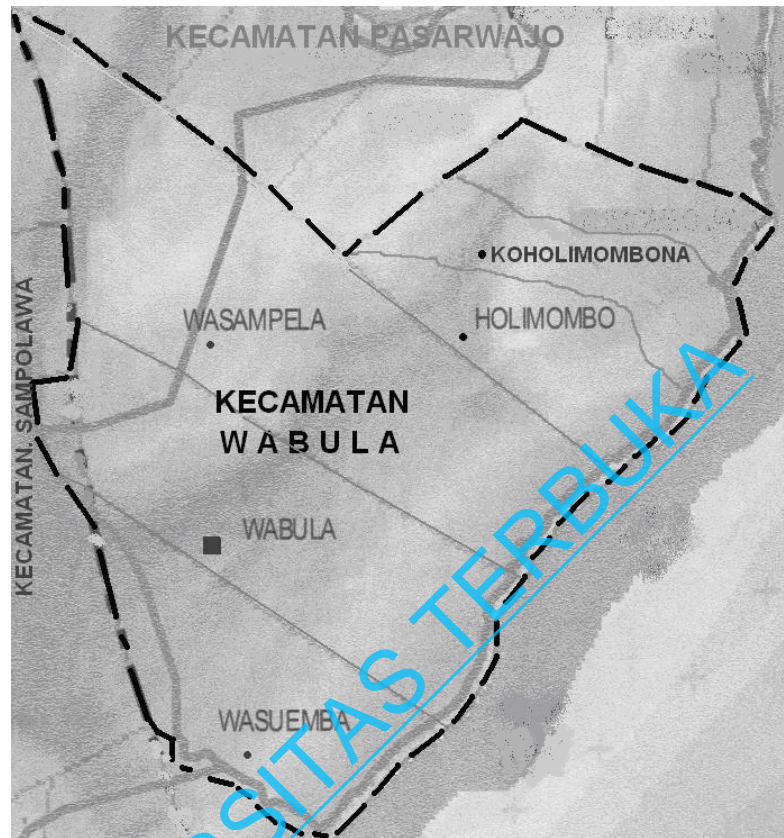 KECAMATAN PASARWAJO
KOHOLIMOMBONA
HOLIMOMBO
WASAMPELA
KECAMATAN. SAMPOLAWA
KECAMATAN
WABULA
WABULA
WASUEMBA
SITAS TERBUKA